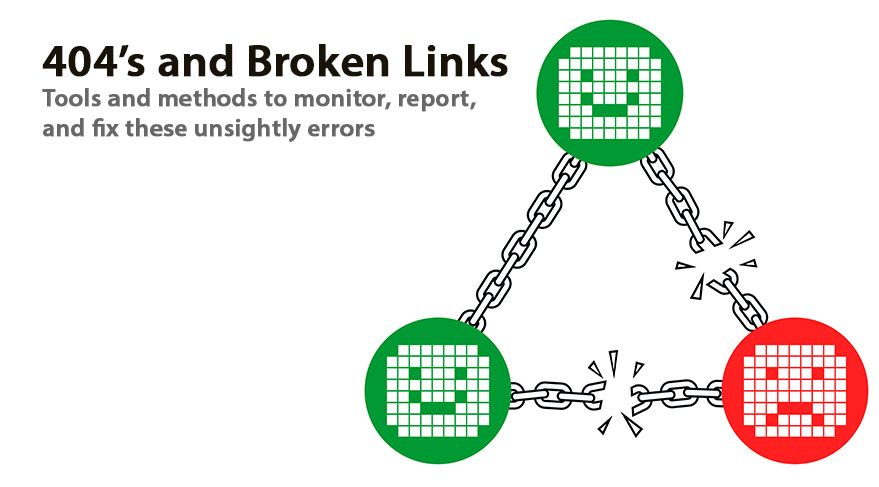 404’s and Broken Links
Tools and methods to monitor, report,
and fix these unsightly errors